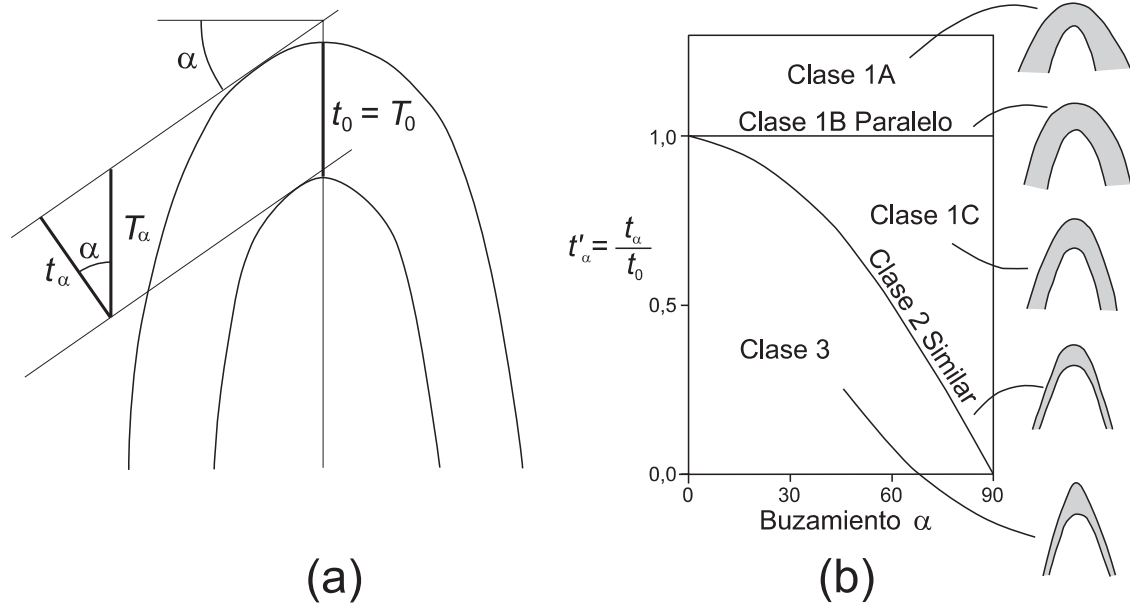 α
t₀ = T₀
Tα
α
tα
(a)
Clase 1A
Clase 1B Paralelo
1,0
Clase 1C
t'α = tα/t₀
Clase 2 Similar
0,5
Clase 3
0,0
0 30 60 90
Buzamiento α
(b)